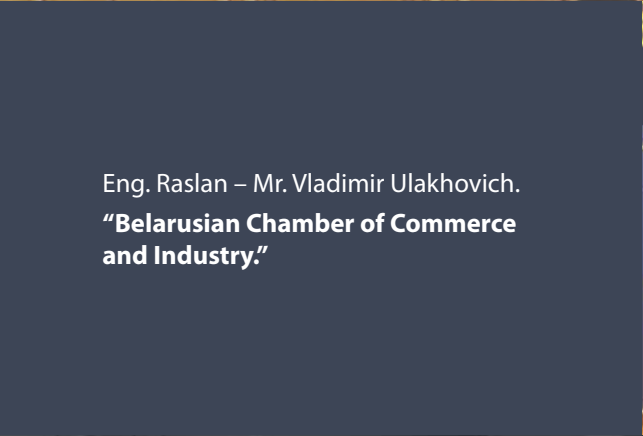 Eng. Raslan – Mr. Vladimir Ulakhovich.
“Belarusian Chamber of Commerce
and Industry.”